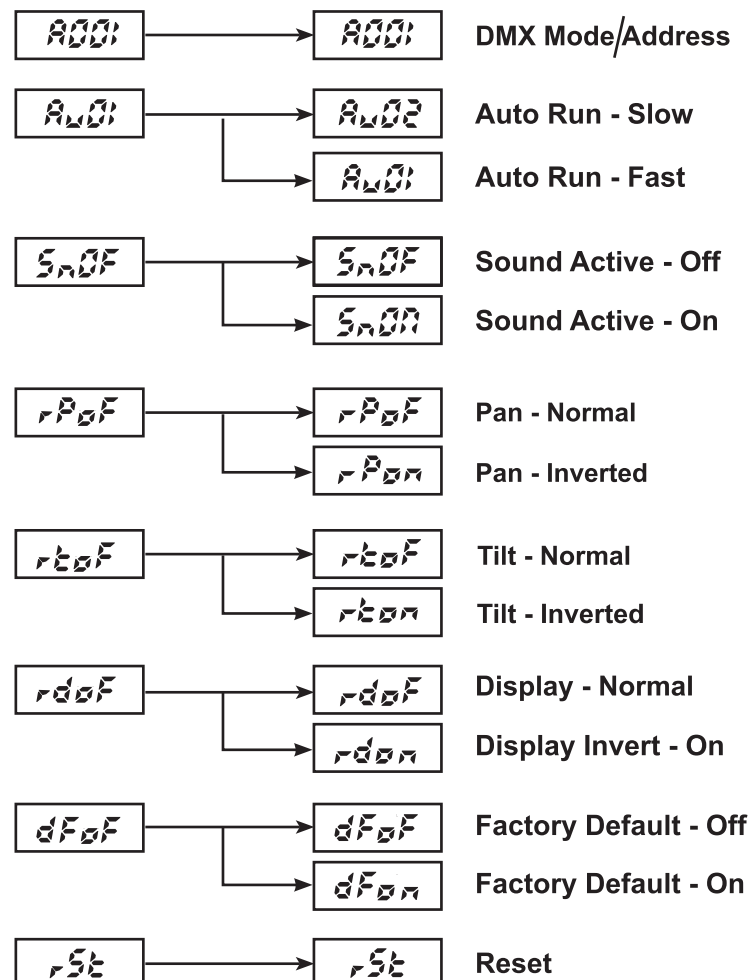 A001 A001 DMX Mode/Address
Au01 Au02 Auto Run - Slow
Au01 Auto Run - Fast
SnOF SnOF Sound Active - Off
SnON Sound Active - On
rPoF rPoF Pan - Normal
rPon Pan - Inverted
rtoF rtoF Tilt - Normal
rton Tilt - Inverted
rdoF rdoF Display - Normal
rdon Display Invert - On
dFoF dFoF Factory Default - Off
dFon Factory Default - On
rSt rSt Reset